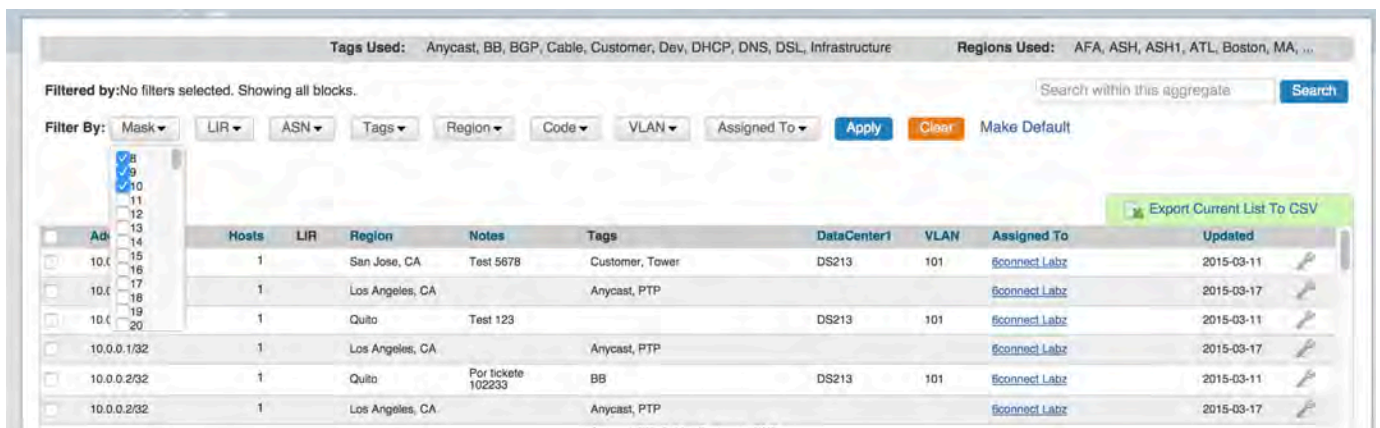 Tags Used: Anycast, BB, BGP, Cable, Customer, Dev, DHCP, DNS, DSL, Infrastructure Regions Used: AFA, ASH, ASH1, ATL, Boston, MA, ...
Filtered by:No filters selected. Showing all blocks. Search within this aggregate Search
Filter By: Mask LIR ASN Tags Region Code VLAN Assigned To Apply Clear Make Default
8
9
10
11
12
13
14
15
16
17
18
19
20
Export Current List To CSV
Hosts LIR Region Notes Tags DataCenter1 VLAN Assigned To Updated
1 San Jose, CA Test 5678 Customer, Tower DS213 101 6connect Labz 2015-03-11
1 Los Angeles, CA Anycast, PTP 6connect Labz 2015-03-17
1 Quito Test 123 DS213 101 6connect Labz 2015-03-11
10.0.0.1/32 1 Los Angeles, CA Anycast, PTP 6connect Labz 2015-03-17
10.0.0.2/32 1 Quito Por tickete 102233 BB DS213 101 6connect Labz 2015-03-11
10.0.0.2/32 1 Los Angeles, CA Anycast, PTP 6connect Labz 2015-03-17